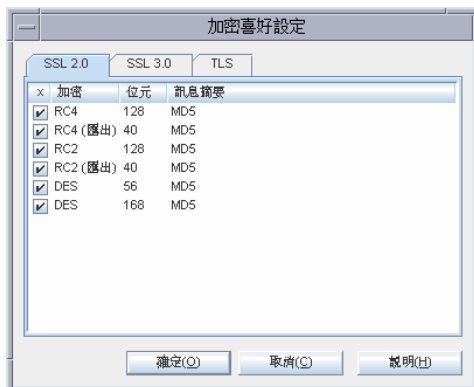 加密喜好設定
SSL 2.0 SSL 3.0 TLS
x 加密 位元 訊息摘要
RC4 128 MD5
RC4 (匯出) 40 MD5
RC2 128 MD5
RC2 (匯出) 40 MD5
DES 56 MD5
DES 168 MD5
確定(O) 取消(C) 說明(H)